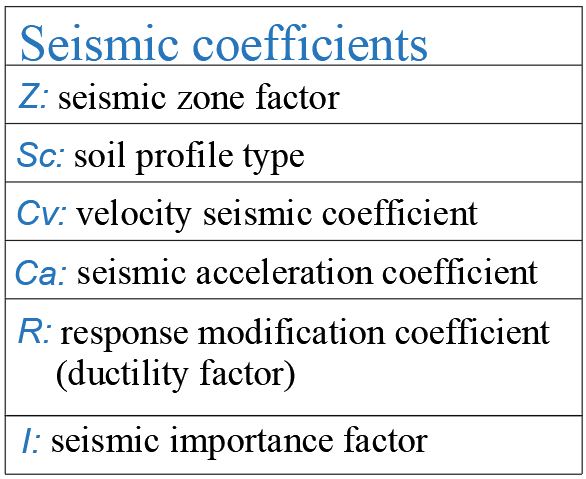 Seismic coefficients
Z: seismic zone factor
Sc: soil profile type
Cv: velocity seismic coefficient
Ca: seismic acceleration coefficient
R: response modification coefficient
(ductility factor)
I: seismic importance factor